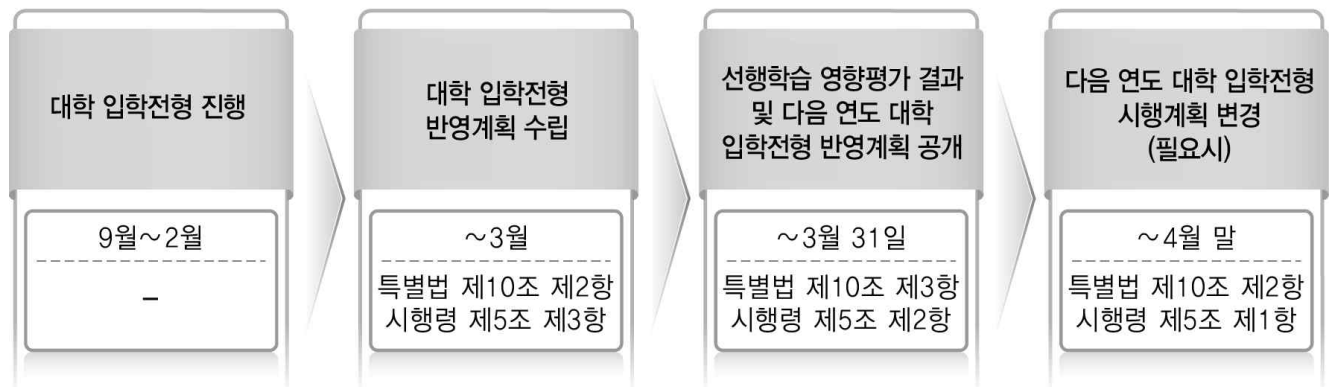 대학 입학전형 진행
9월~2월
-
대학 입학전형
반영계획 수립
~3월
특별법 제10조 제2항
시행령 제5조 제3항
선행학습 영향평가 결과
및 다음 연도 대학
입학전형 반영계획 공개
~3월 31일
특별법 제10조 제3항
시행령 제5조 제2항
다음 연도 대학 입학전형
시행계획 변경
(필요시)
~4월 말
특별법 제10조 제2항
시행령 제5조 제1항